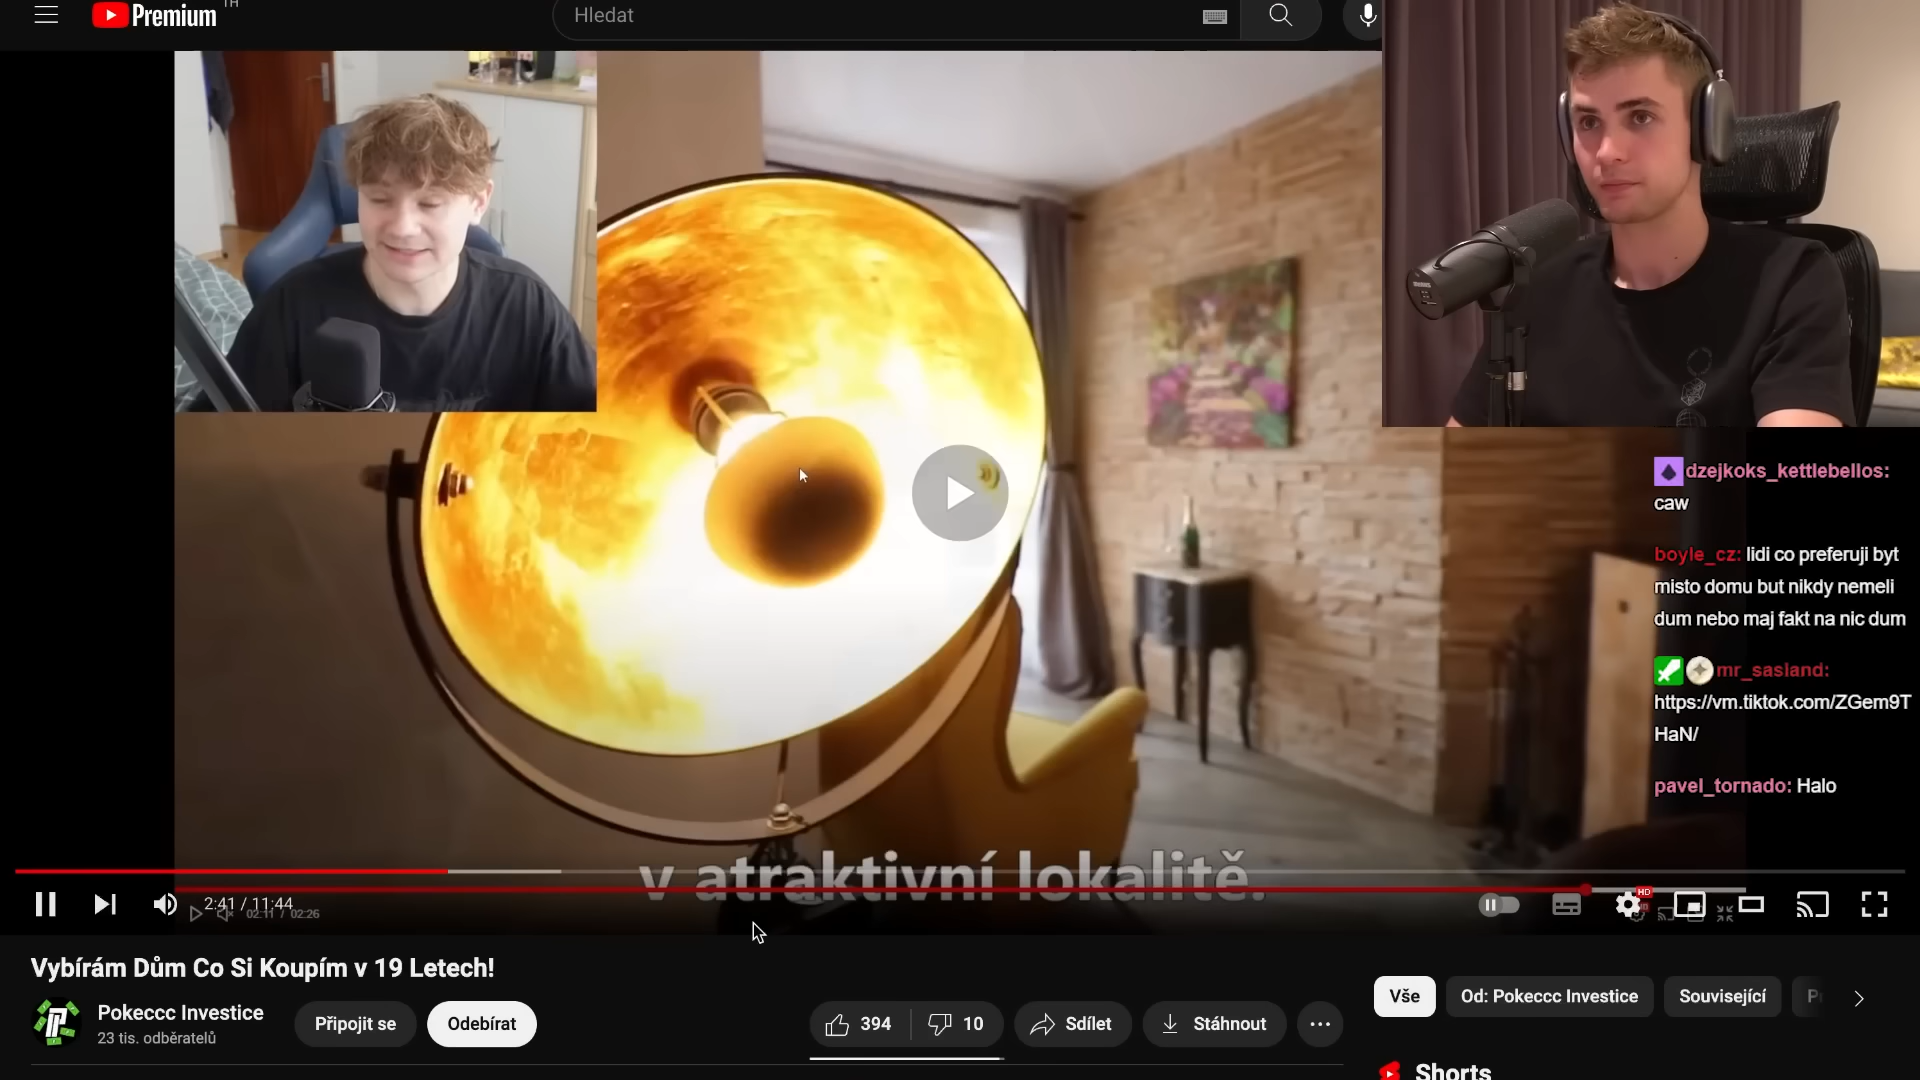 Premium TH
Hledat
dzejkoks_kettlebellos:
caw
boyle_cz: lidi co preferuji byt
misto domu but nikdy nemeli
dum nebo maj fakt na nic dum
mr_sasland:
https://vm.tiktok.com/ZGem9T
HaN/
pavel_tornado: Halo
v atraktivní lokalitě.
2:41 / 11:44
02:11 / 02:26
HD
Vybírám Dům Co Si Koupím v 19 Letech!
Pokeccc Investice
23 tis. odběratelů
Připojit se
Odebírat
394
10
Sdílet
Stáhnout
Vše
Od: Pokeccc Investice
Související
Shorts